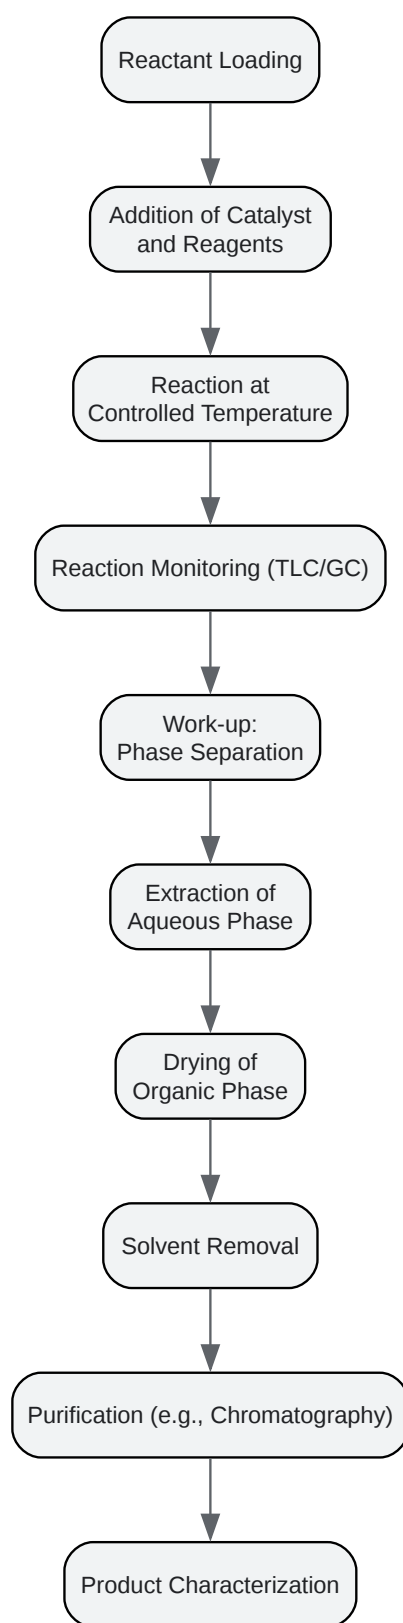 Reactant Loading
Addition of Catalyst
and Reagents
Reaction at
Controlled Temperature
Reaction Monitoring (TLC/GC)
Work-up:
Phase Separation
Extraction of
Aqueous Phase
Drying of
Organic Phase
Solvent Removal
Purification (e.g., Chromatography)
Product Characterization